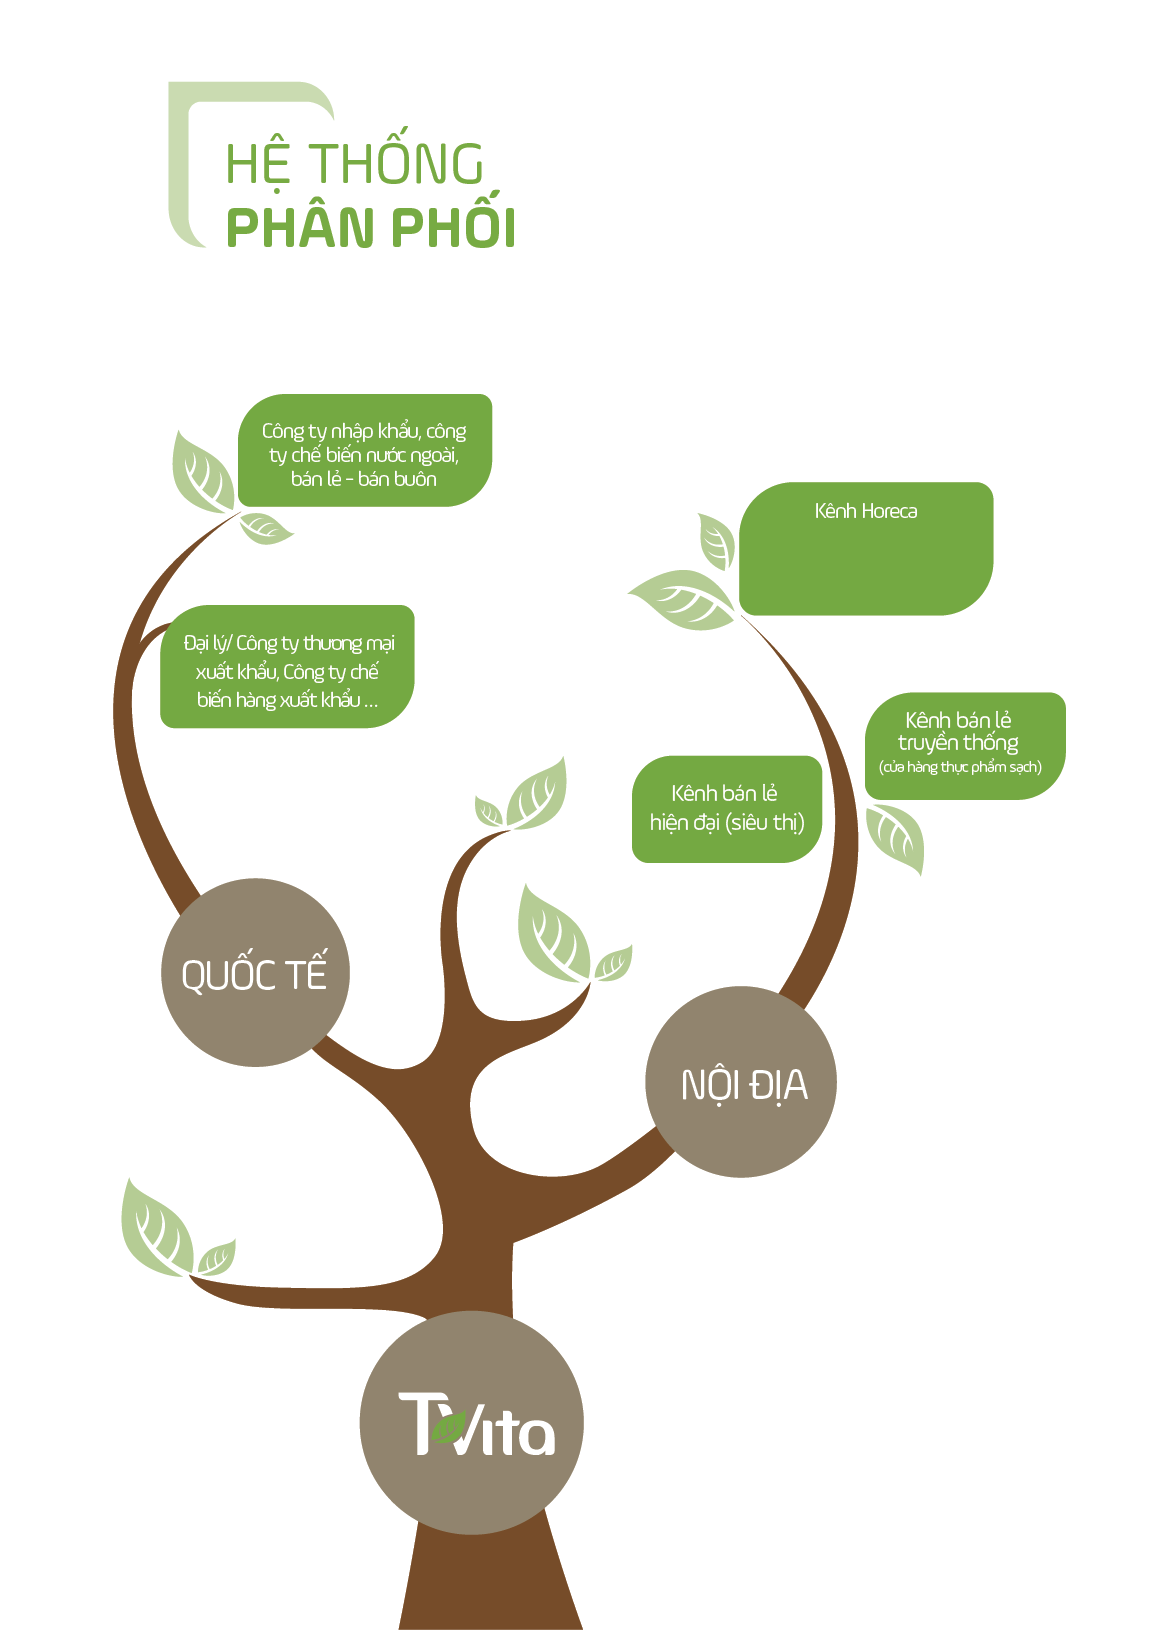 HỆ THỐNG
PHÂN PHỐI
Công ty nhập khẩu, công
ty chế biến nước ngoài,
bán lẻ - bán buôn
Kênh Horeca
Đại lý/ Công ty thương mại
xuất khẩu, Công ty chế
biến hàng xuất khẩu ...
Kênh bán lẻ
truyền thống
(cửa hàng thực phẩm sạch)
Kênh bán lẻ
hiện đại (siêu thị)
QUỐC TẾ
NỘI ĐỊA
TVita